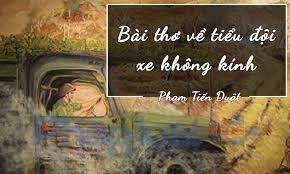 Bài thơ về tiểu đội
xe không kính
Phạm Tiến Duật